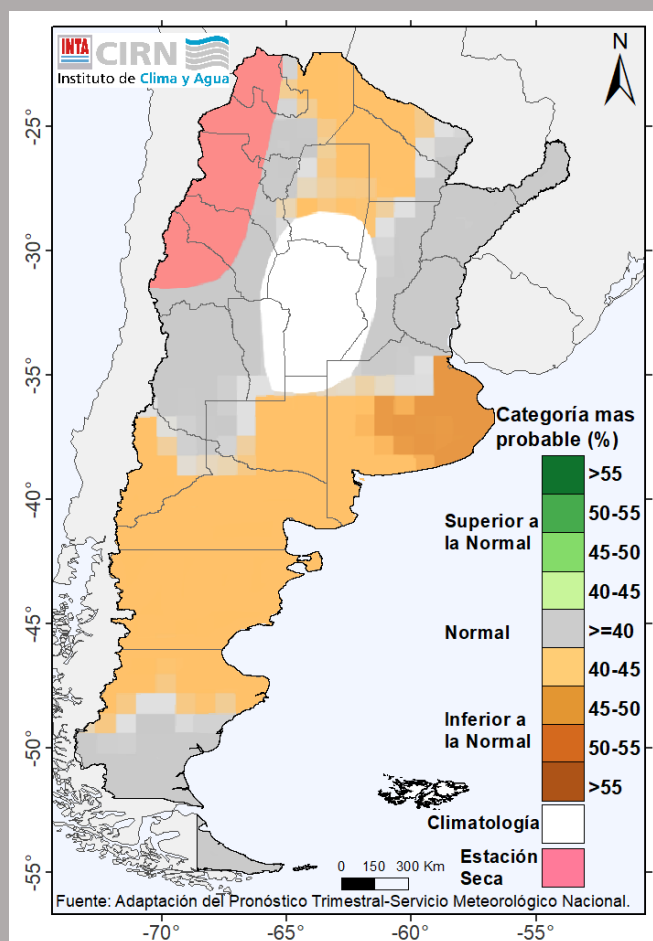 INTA CIRN
Instituto de Clima y Agua
N
-25°
-30°
-35°
-40°
-45°
-50°
-55°
Categoría mas
probable (%)
>55
50-55
Superior a
la Normal
45-50
40-45
Normal
>=40
40-45
45-50
Inferior a
la Normal
50-55
>55
Climatología
Estación
Seca
0 150 300 Km
Fuente: Adaptación del Pronóstico Trimestral-Servicio Meteorológico Nacional.
-70° -65° -60° -55°